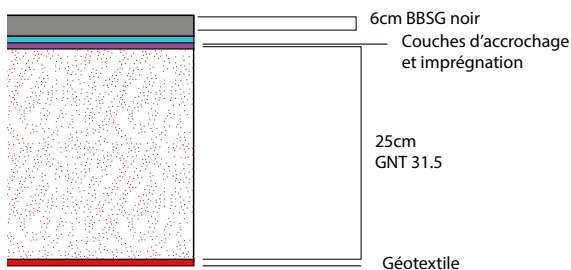 6cm BBSG noir
Couches d’accrochage
et imprégnation
25cm
GNT 31.5
Géotextile